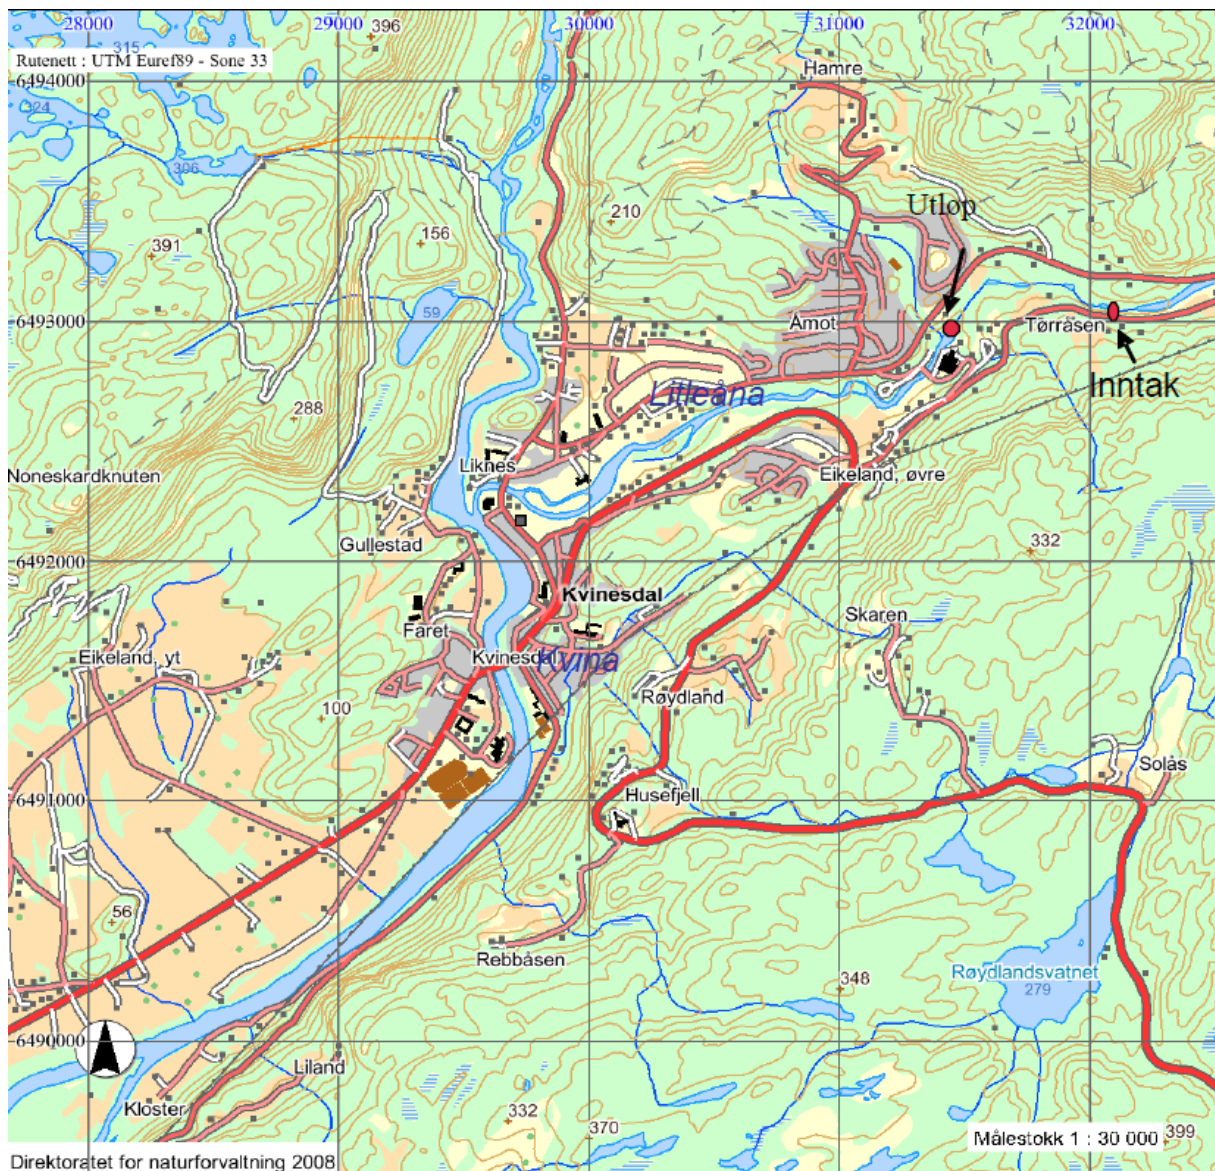 28000 29000 30000 31000 32000
396
315
Rutenett : UTM Euref89 - Sone 33
Hamre
6494000
324
306
Utløp
210
156
391
59
6493000
Åmot
Tørråsen
Inntak
Litleåna
288
Liknes
Noneskardknuten
Eikeland, øvre
Gullestad
332
6492000
Kvinesdal
Skaren
Faret
Eikeland, yt
Kvinesdal
Kvina
Røydland
100
Solås
Husefjell
6491000
56
Rebbåsen
Røydlandsvatnet
348
279
6490000
Liland
Kloster
332
370
Målestokk 1 : 30 000
399
Direktoratet for naturforvaltning 2008